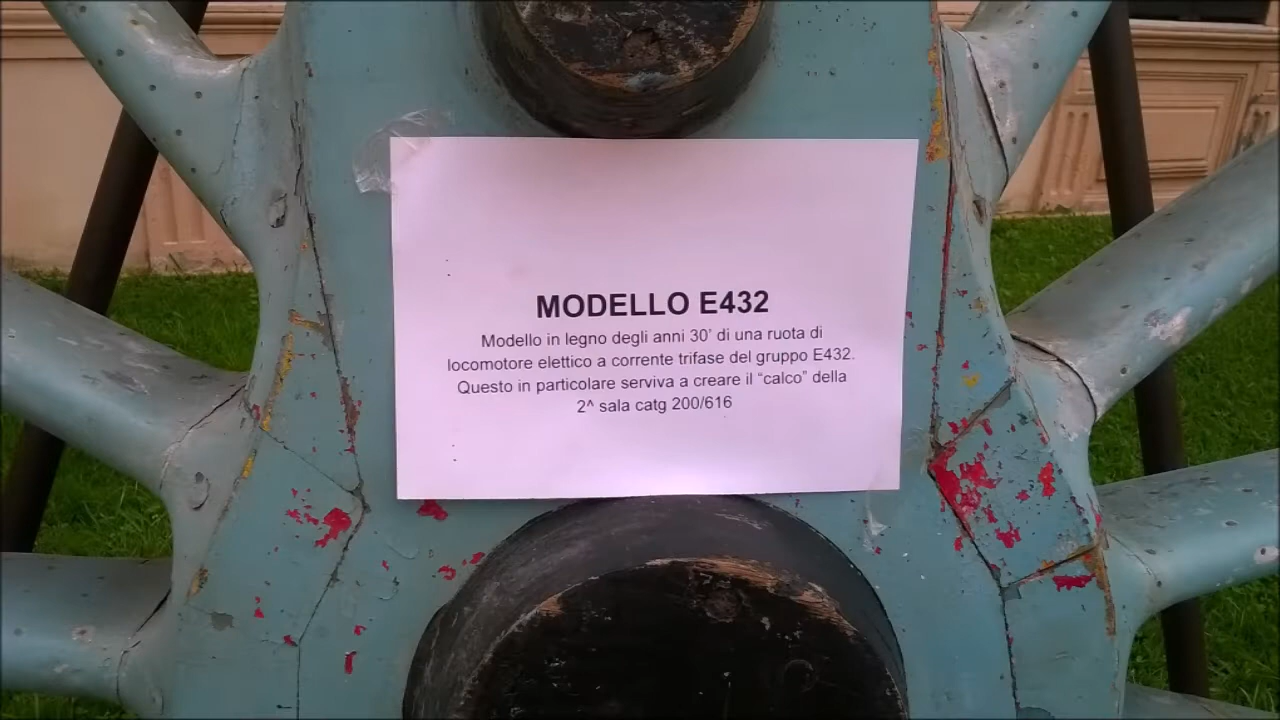 MODELLO E432
Modello in legno degli anni 30' di una ruota di
locomotore elettico a corrente trifase del gruppo E432.
Questo in particolare serviva a creare il “calco” della
2^ sala catg 200/616